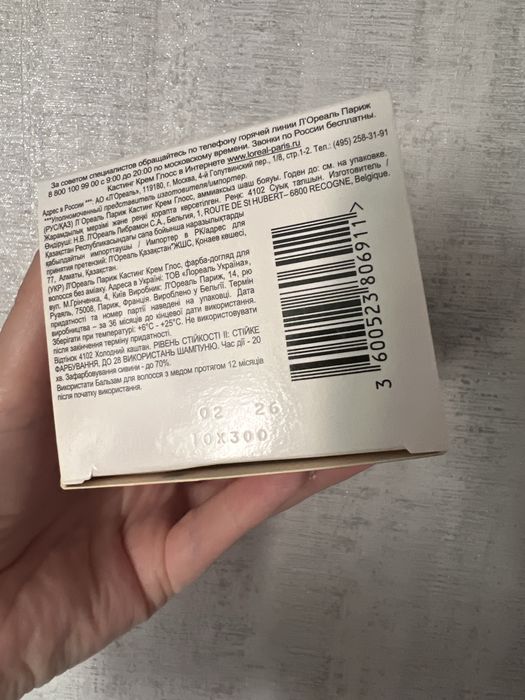 За советом специалистов обращайтесь по телефону горячей линии Л'Ореаль Париж
8 800 100 99 00 с 9:00 до 20:00 по московскому времени. Звонки по России бесплатны.
Кастинг Крем Глосс в Интернете www.loreal-paris.ru
Адрес в России ***: АО «Л'Ореаль», 119180, г. Москва, 4-й Голутвинский пер., 1/8, стр.1-2. Тел.: (495) 258-31-91
***Уполномоченный представитель изготовителя/импортер.
(РУС/КАЗ) Л'Ореаль Париж Кастинг Крем Глосс, аммиаксыз шаш бояуы. Годен до: см. на упаковке.
Жарамдылық мерзімі және реңкі қорапта көрсетілген. Реңк: 4102 Суық талшын. Изготовитель /
Өндіруші: Н.В. Л'Ореаль Либрамон С.А., Бельгия, 1, ROUTE DE St HUBERT– 6800 RECOGNE, Belgique.
Қазақстан Республикасындағы сапа бойынша наразылықтарды
қабылдайтын импорттаушы / Импортер в РК/адрес для
принятия претензий: Л'Ореаль Қазақстан"ЖШС, Қонаев көшесі,
77, Алматы, Қазақстан.
(УКР) Л'Ореаль Париж Кастинг Крем Глос, фарба-догляд для
волосся без аміаку. Адреса в Україні: ТОВ «Лореаль Україна»,
вул. М.Грінченка, 4, Київ Виробник: Л'Ореаль Париж, 14, рю
Руаяль, 75008, Париж, Франция. Вироблено у Бельгії. Термін
придатності та номер партії наведені на упаковці. Дата
виробництва – за 36 місяців до кінцевої дати використання.
Зберігати при температурі: +6°C - +25°C. Не використовувати
після закінчення терміну придатності.
Відтінок 4102 Холодний каштан. РІВЕНЬ СТІЙКОСТІ II: СТІЙКЕ
ФАРБУВАННЯ, ДО 28 ВИКОРИСТАНЬ ШАМПУНЮ. Час дії - 20
хв. Зафарбовування сивини - до 70%.
Використати Бальзам для волосся з медом протягом 12 місяців
після початку використання.
3 600523 806911 >
02 26
10X300